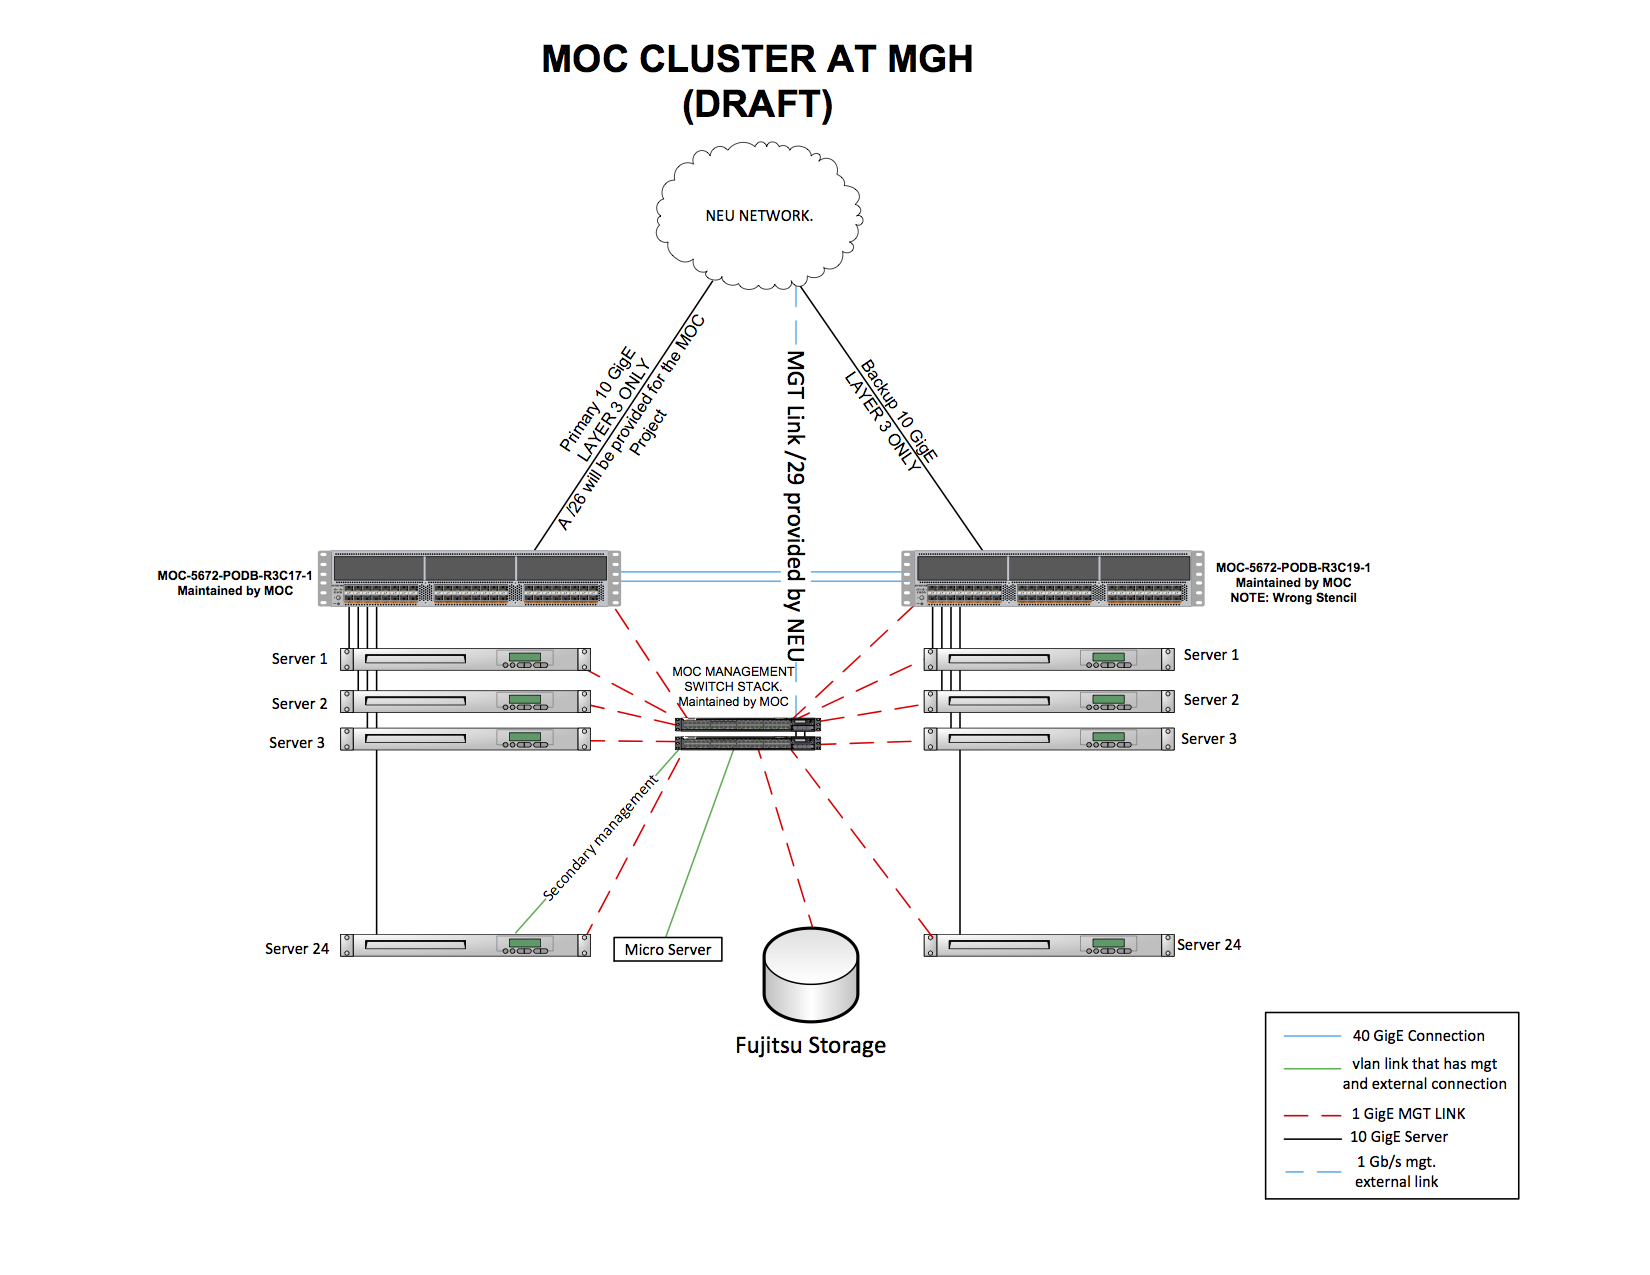 MOC CLUSTER AT MGH
(DRAFT)
NEU NETWORK.
Primary 10 GigE
LAYER 3 ONLY
A /26 will be provided for the MOC
Project
MGT Link /29 provided by NEU
Backup 10 GigE
LAYER 3 ONLY
MOC-5672-PODB-R3C17-1
Maintained by MOC
MOC-5672-PODB-R3C19-1
Maintained by MOC
NOTE: Wrong Stencil
Server 1
Server 2
Server 3
Server 24
MOC MANAGEMENT
SWITCH STACK.
Maintained by MOC
Server 1
Server 2
Server 3
Server 24
Secondary management
Micro Server
Fujitsu Storage
40 GigE Connection
vlan link that has mgt
and external connection
1 GigE MGT LINK
10 GigE Server
1 Gb/s mgt.
external link